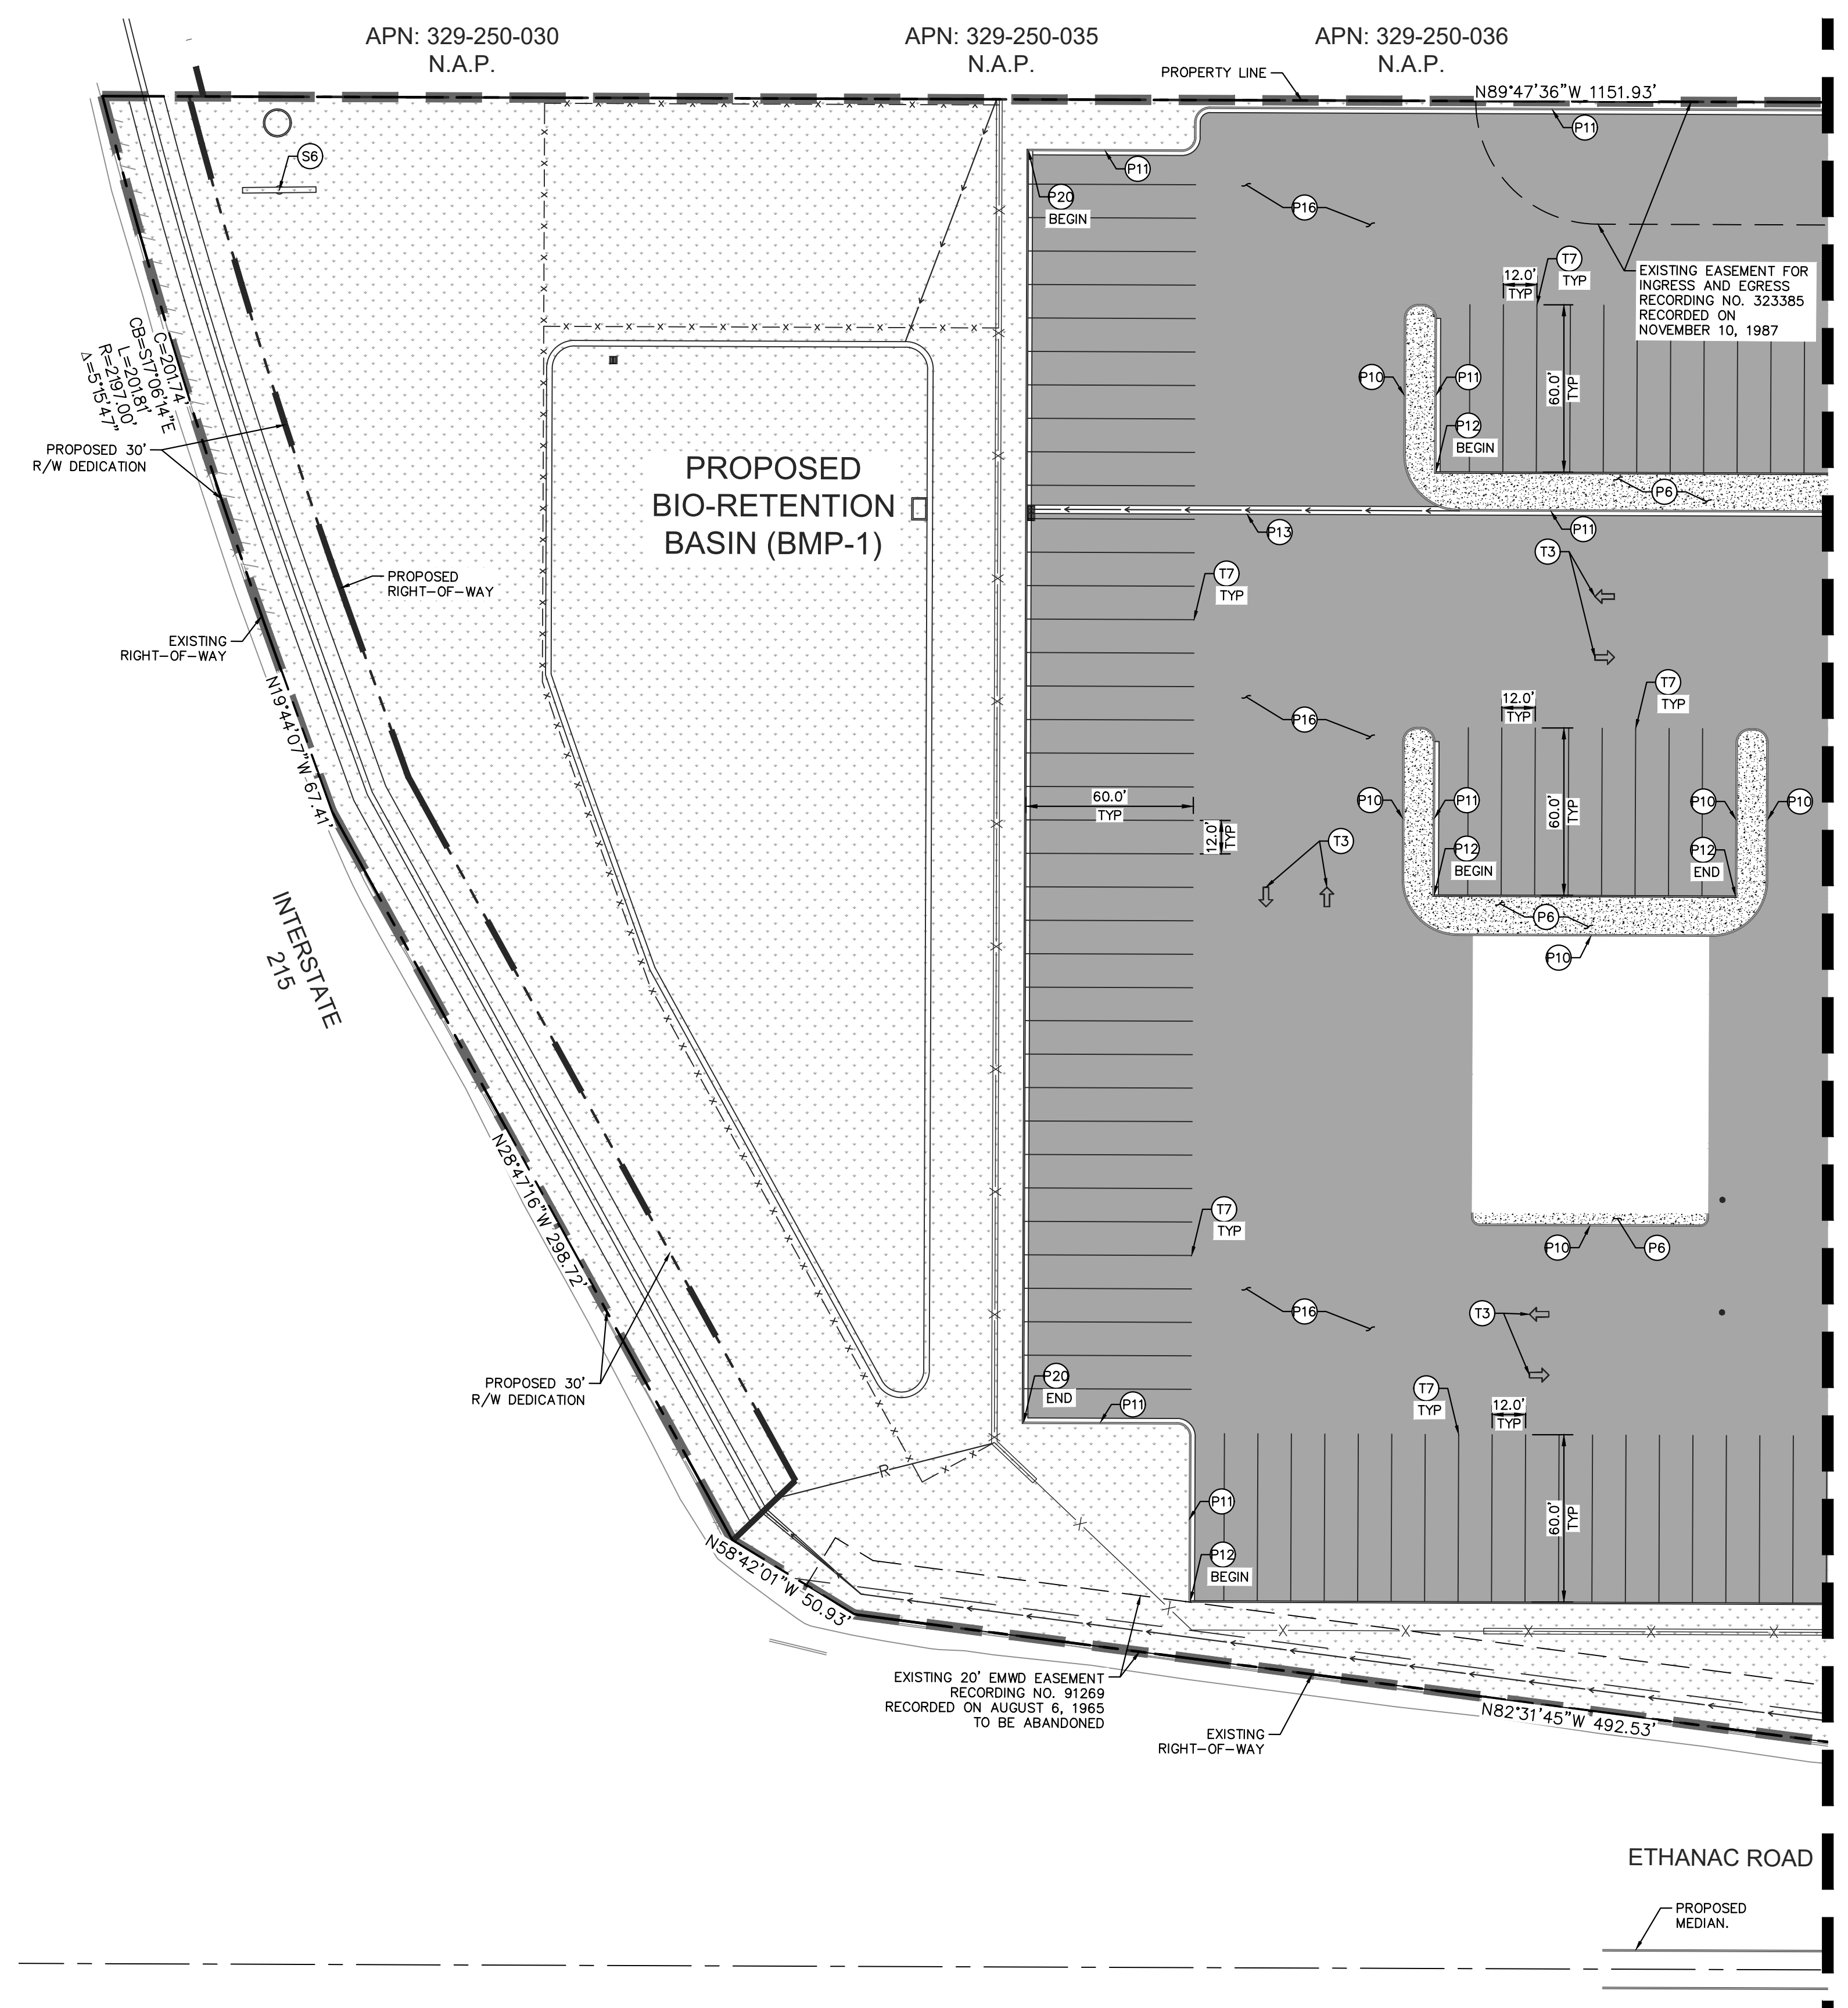 APN: 329-250-030
N.A.P.
APN: 329-250-035
N.A.P.
APN: 329-250-036
N.A.P.
PROPERTY LINE
N89°47'36"W 1151.93'
P11
P11
S6
P20
BEGIN
P16
T7
TYP
12.0'
TYP
EXISTING EASEMENT FOR
INGRESS AND EGRESS
RECORDING NO. 323385
RECORDED ON
NOVEMBER 10, 1987
C=201.74'
CB=S17°06'14"E
L=201.81'
R=2197.00'
Δ=5°15'47"
P10
P11
60.0'
TYP
P12
BEGIN
PROPOSED 30'
R/W DEDICATION
PROPOSED
BIO-RETENTION
BASIN (BMP-1)
P6
P13
P11
T3
T7
TYP
PROPOSED
RIGHT-OF-WAY
EXISTING
RIGHT-OF-WAY
N19°44'07"W 67.41'
P16
12.0'
TYP
T7
TYP
60.0'
TYP
12.0'
TYP
T3
P10
P11
60.0'
TYP
P10
P10
P12
BEGIN
P12
END
P6
P10
INTERSTATE
215
N28°47'16"W 298.72'
T7
TYP
P10
P6
P16
T3
PROPOSED 30'
R/W DEDICATION
P20
END
P11
T7
TYP
12.0'
TYP
R
P11
60.0'
TYP
P12
BEGIN
N58°42'01"W 50.93'
EXISTING 20' EMWD EASEMENT
RECORDING NO. 91269
RECORDED ON AUGUST 6, 1965
TO BE ABANDONED
EXISTING
RIGHT-OF-WAY
N82°31'45"W 492.53'
ETHANAC ROAD
PROPOSED
MEDIAN.